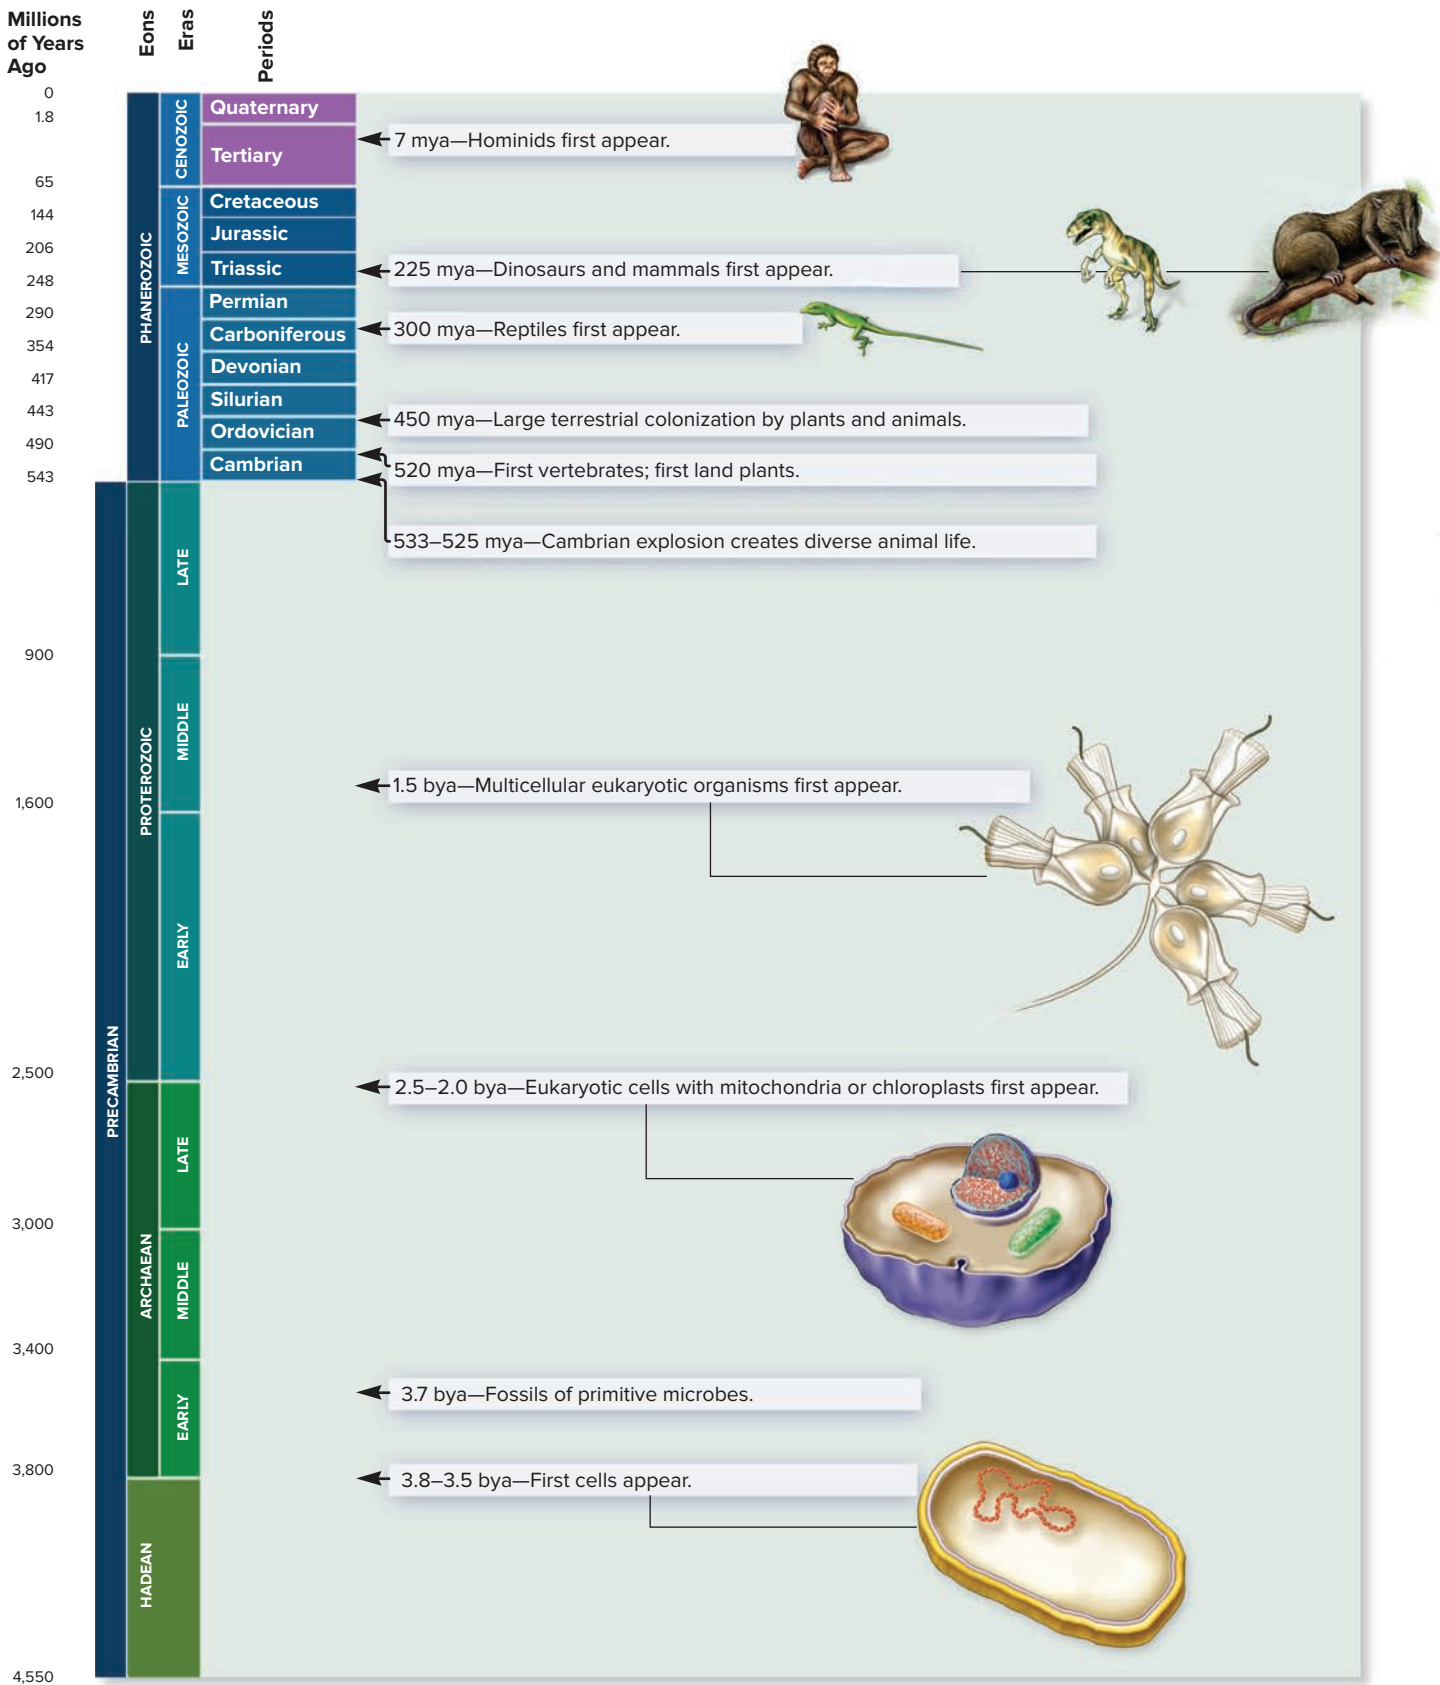 Millions
of Years
Ago
Eons
Eras
Periods
0
1.8
65
144
206
248
290
354
417
443
490
543
900
1,600
2,500
3,000
3,400
3,800
4,550
PRECAMBRIAN
PHANEROZOIC
PROTEROZOIC
ARCHAEAN
HADEAN
CENOZOIC
MESOZOIC
PALEOZOIC
LATE
MIDDLE
EARLY
LATE
MIDDLE
EARLY
Quaternary
Tertiary
Cretaceous
Jurassic
Triassic
Permian
Carboniferous
Devonian
Silurian
Ordovician
Cambrian
7 mya—Hominids first appear.
225 mya—Dinosaurs and mammals first appear.
300 mya—Reptiles first appear.
450 mya—Large terrestrial colonization by plants and animals.
520 mya—First vertebrates; first land plants.
533–525 mya—Cambrian explosion creates diverse animal life.
1.5 bya—Multicellular eukaryotic organisms first appear.
2.5–2.0 bya—Eukaryotic cells with mitochondria or chloroplasts first appear.
3.7 bya—Fossils of primitive microbes.
3.8–3.5 bya—First cells appear.